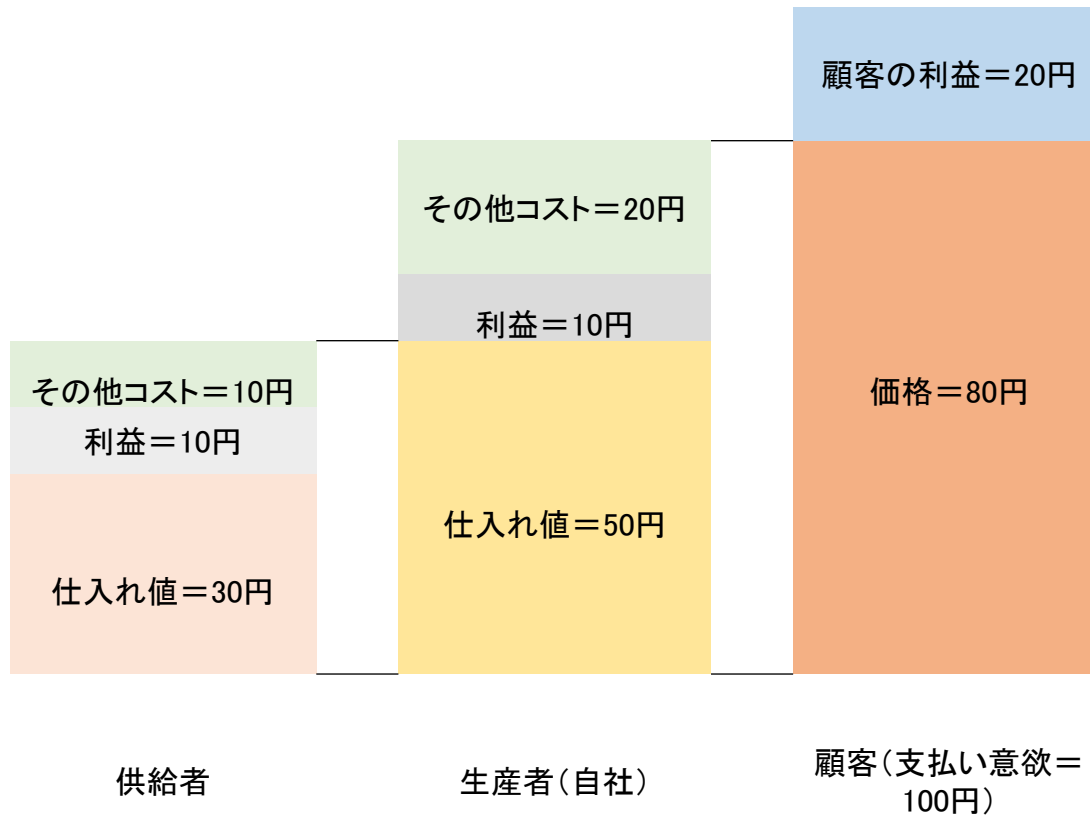 顧客の利益＝20円
その他コスト＝20円
利益＝10円
その他コスト＝10円
利益＝10円
価格＝80円
仕入れ値＝50円
仕入れ値＝30円
供給者
生産者（自社）
顧客（支払い意欲＝
100円）